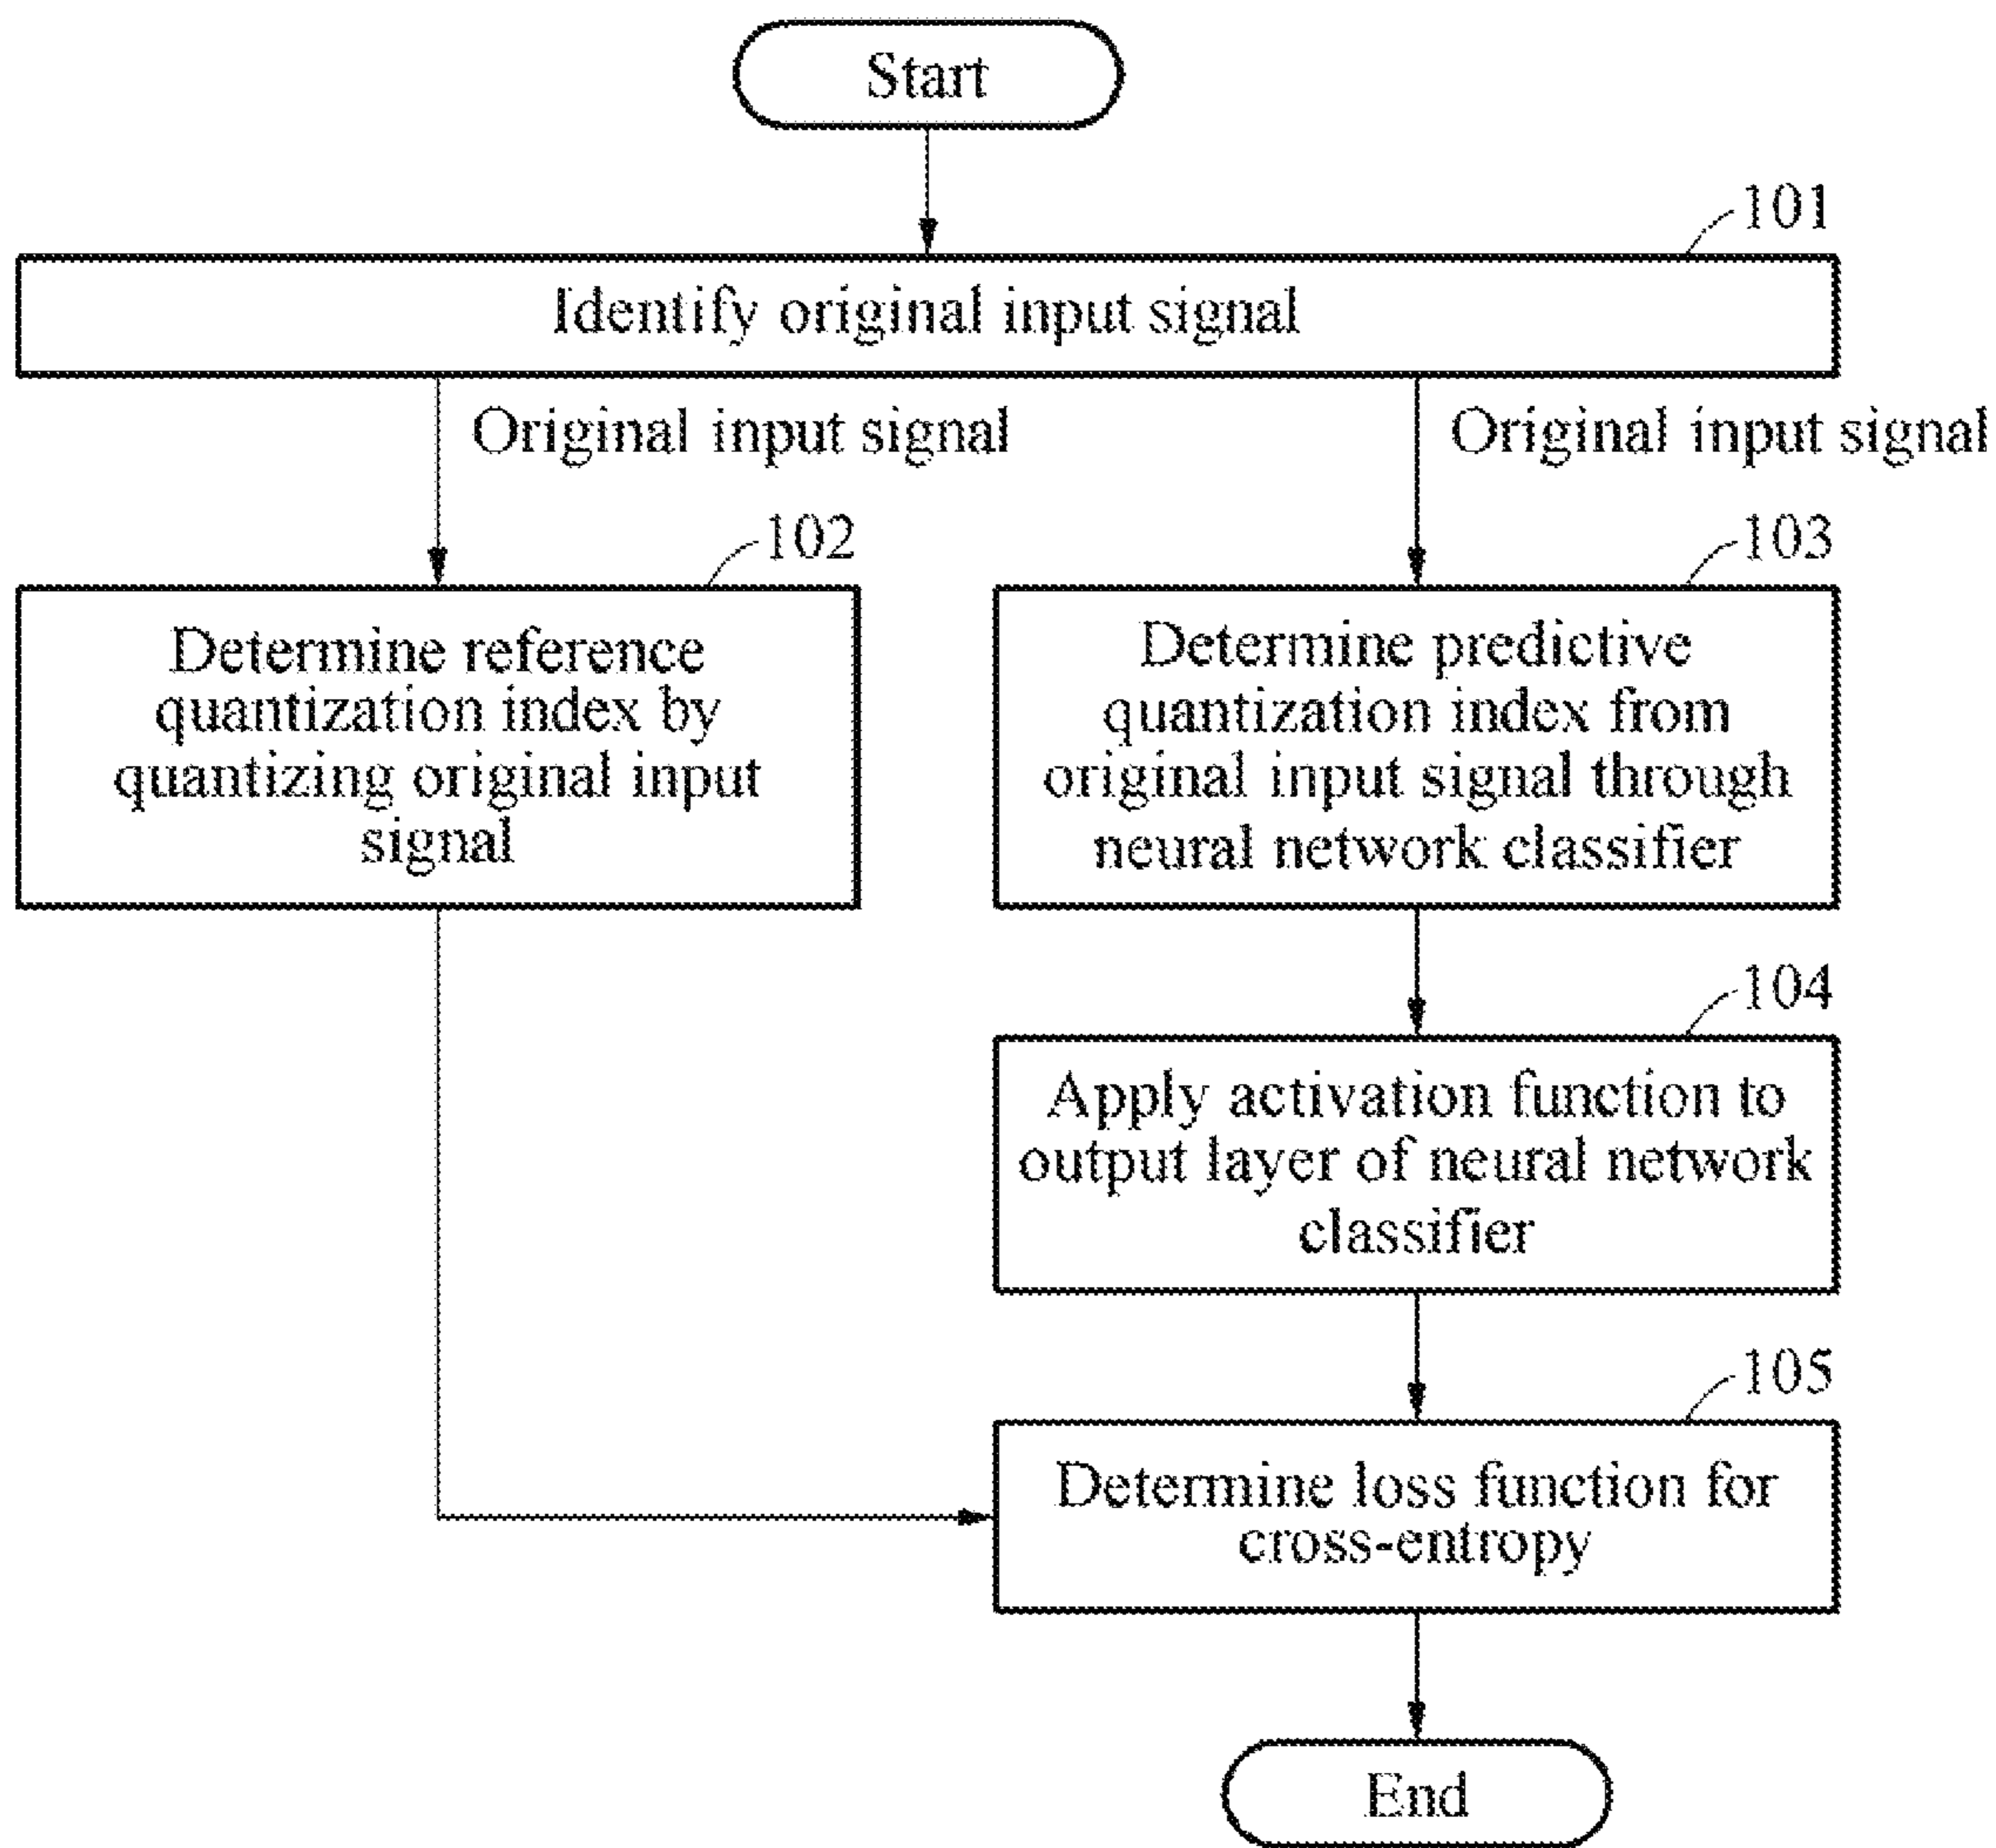 Start
101
Identify original input signal
Original input signal
Original input signal
102
Determine reference
quantization index by
quantizing original input
signal
103
Determine predictive
quantization index from
original input signal through
neural network classifier
104
Apply activation function to
output layer of neural network
classifier
105
Determine loss function for
cross-entropy
End